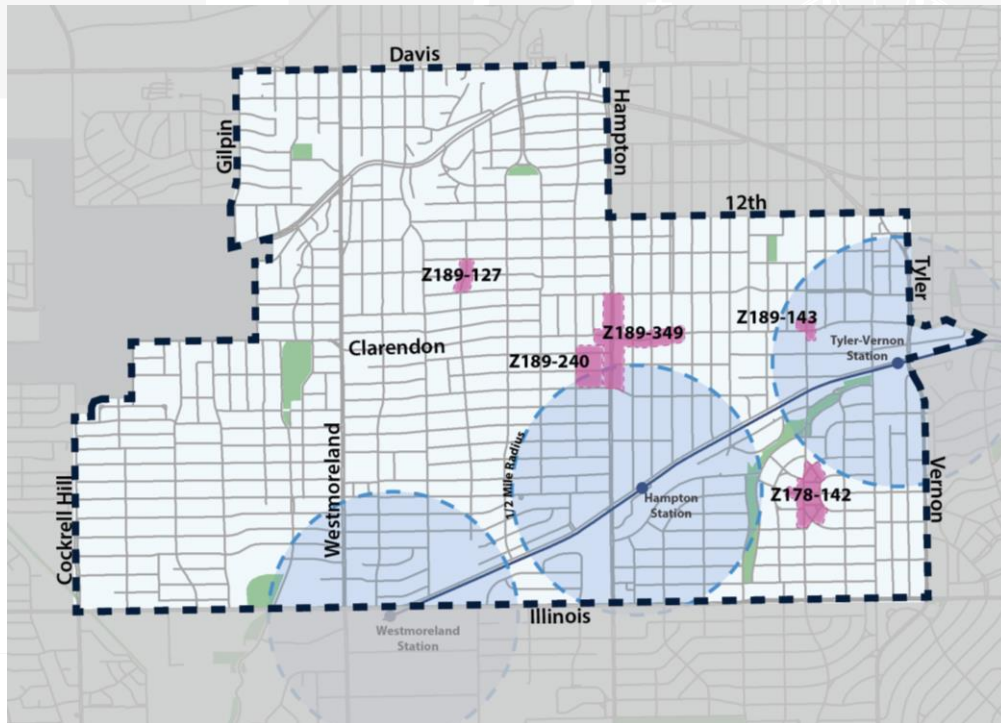 Davis
Gilpin
Hampton
12th
Z189-127
Tyler
Z189-143
Z189-349
Tyler-Vernon
Station
Clarendon
Z189-240
1/2 Mile Radius
Westmoreland
Cockrell Hill
Vernon
Z178-142
Hampton
Station
Illinois
Westmoreland
Station